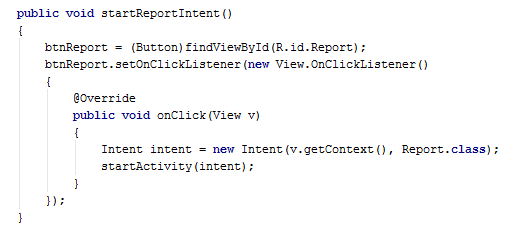 public void startReportIntent()
{
    btnReport = (Button)findViewById(R.id.Report);
    btnReport.setOnClickListener(new View.OnClickListener()
    {
        @Override
        public void onClick(View v)
        {
            Intent intent = new Intent(v.getContext(), Report.class);
            startActivity(intent);
        }
    });
}